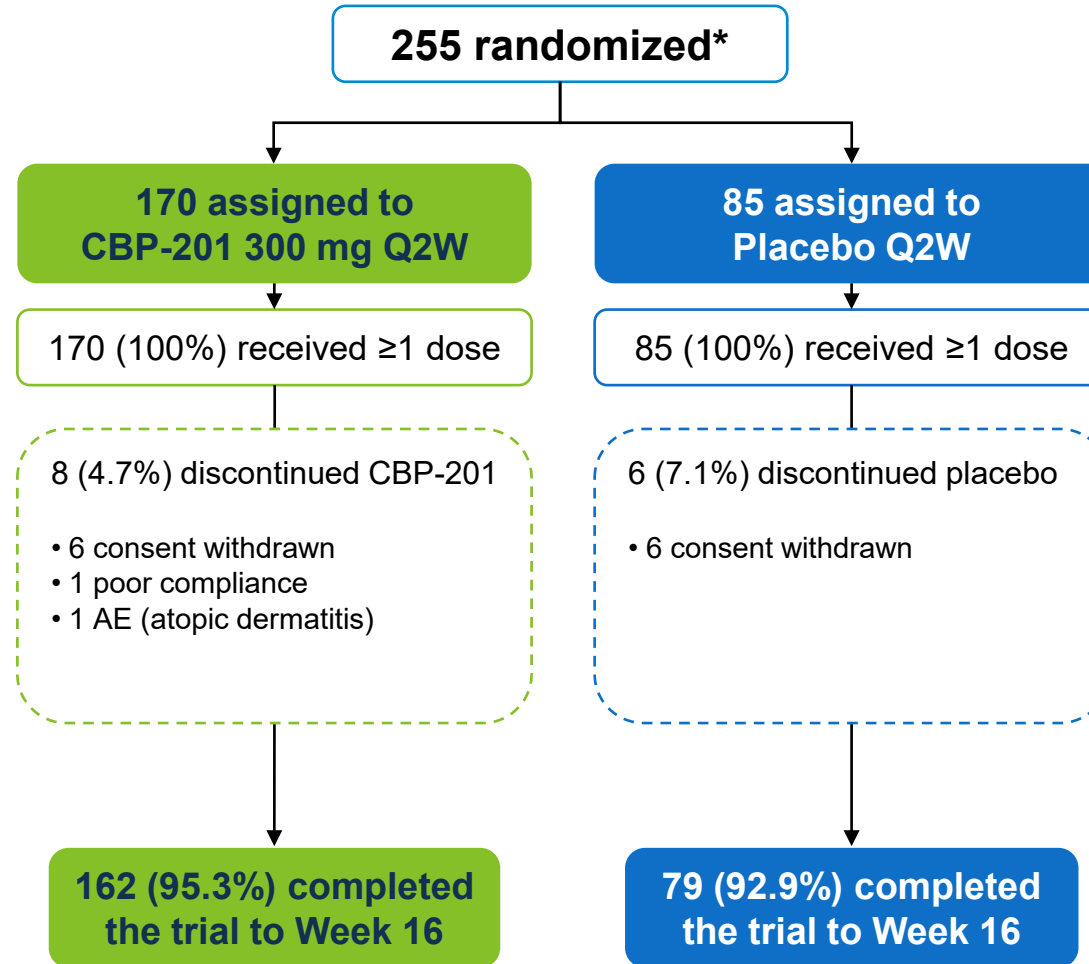 255 randomized*
170 assigned to
CBP-201 300 mg Q2W
170 (100%) received ≥1 dose
8 (4.7%) discontinued CBP-201
• 6 consent withdrawn
• 1 poor compliance
• 1 AE (atopic dermatitis)
162 (95.3%) completed
the trial to Week 16
85 assigned to
Placebo Q2W
85 (100%) received ≥1 dose
6 (7.1%) discontinued placebo
• 6 consent withdrawn
79 (92.9%) completed
the trial to Week 16